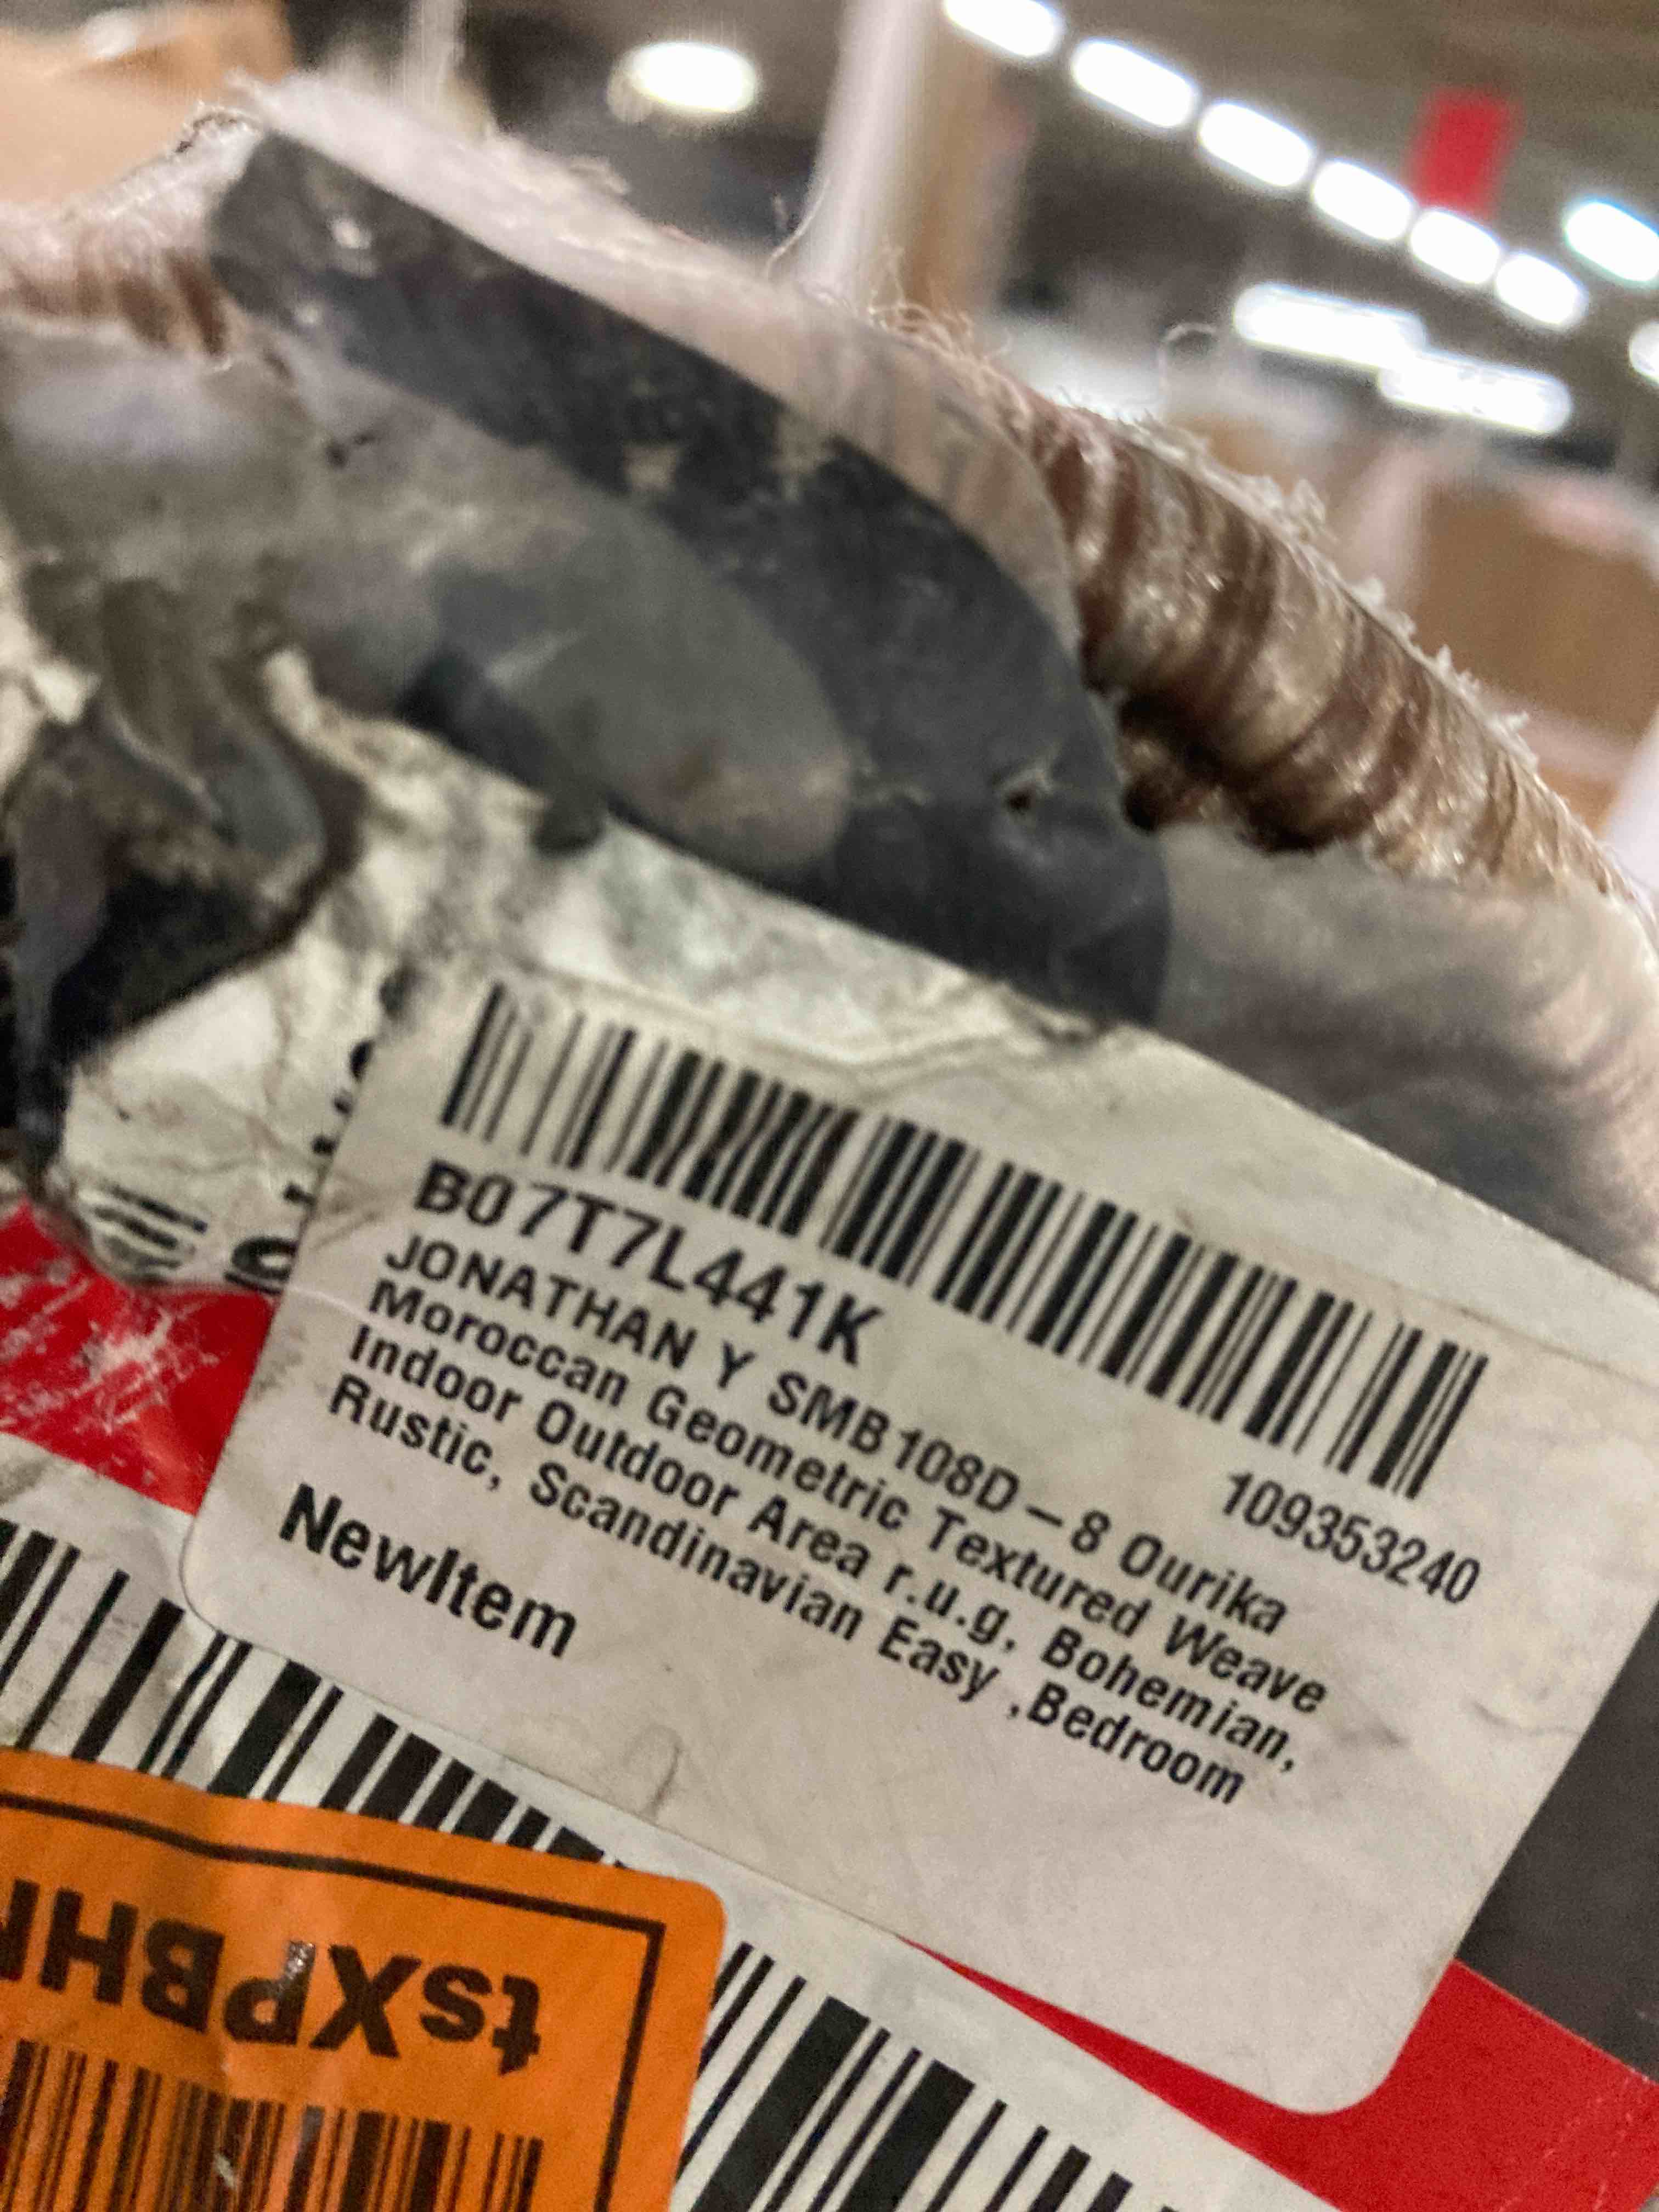 B07T7L441K
109353240
JONATHAN Y SMB108D-8 Ourika
Moroccan Geometric Textured Weave
Indoor Outdoor Area r.u.g, Bohemian,
Rustic, Scandinavian Easy ,Bedroom
NewItem